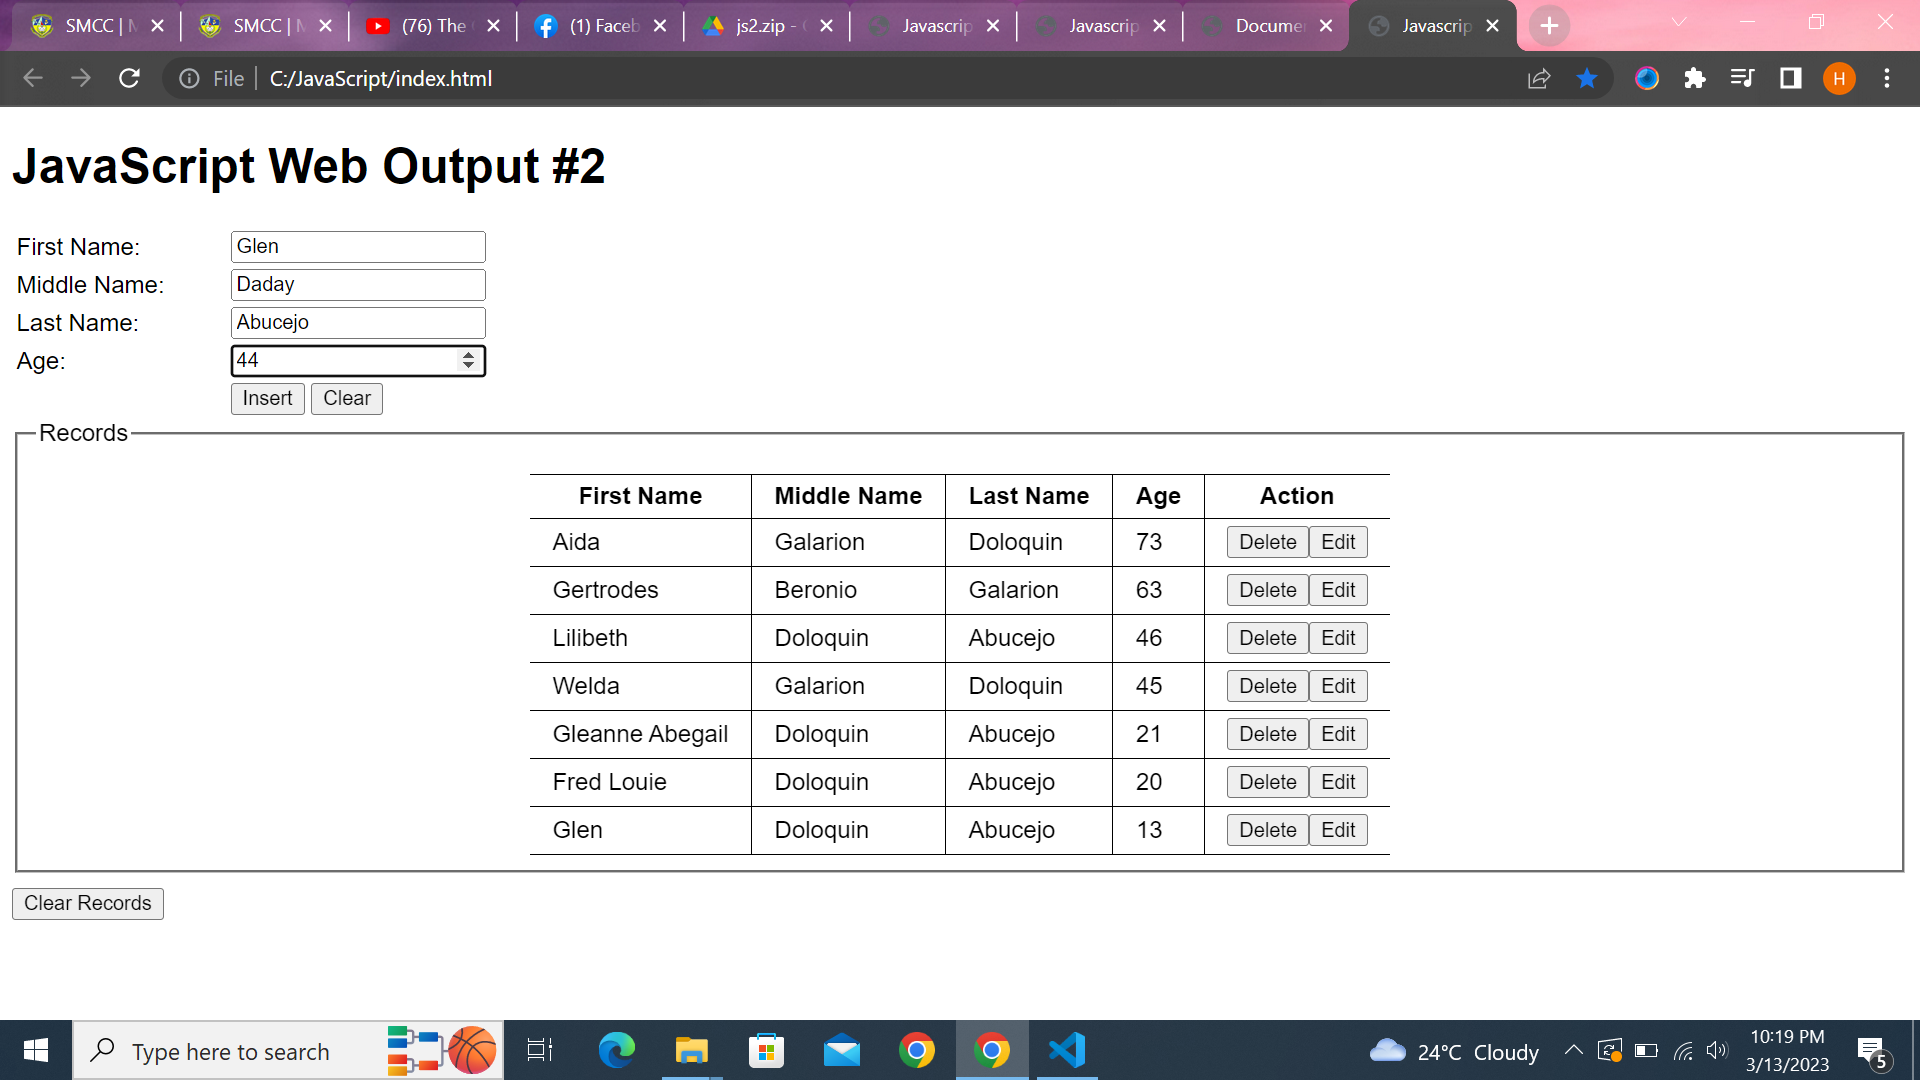 SMCC | M
SMCC | M
(76) The
(1) Faceb
js2.zip -
Javascrip
Javascrip
Documen
Javascrip
File
C:/JavaScript/index.html
H
JavaScript Web Output #2
First Name: Glen
Middle Name: Daday
Last Name: Abucejo
Age: 44
Insert Clear
Records
First Name Middle Name Last Name Age Action
Aida Galarion Doloquin 73 Delete Edit
Gertrodes Beronio Galarion 63 Delete Edit
Lilibeth Doloquin Abucejo 46 Delete Edit
Welda Galarion Doloquin 45 Delete Edit
Gleanne Abegail Doloquin Abucejo 21 Delete Edit
Fred Louie Doloquin Abucejo 20 Delete Edit
Glen Doloquin Abucejo 13 Delete Edit
Clear Records
Type here to search
24°C Cloudy
10:19 PM
3/13/2023
5